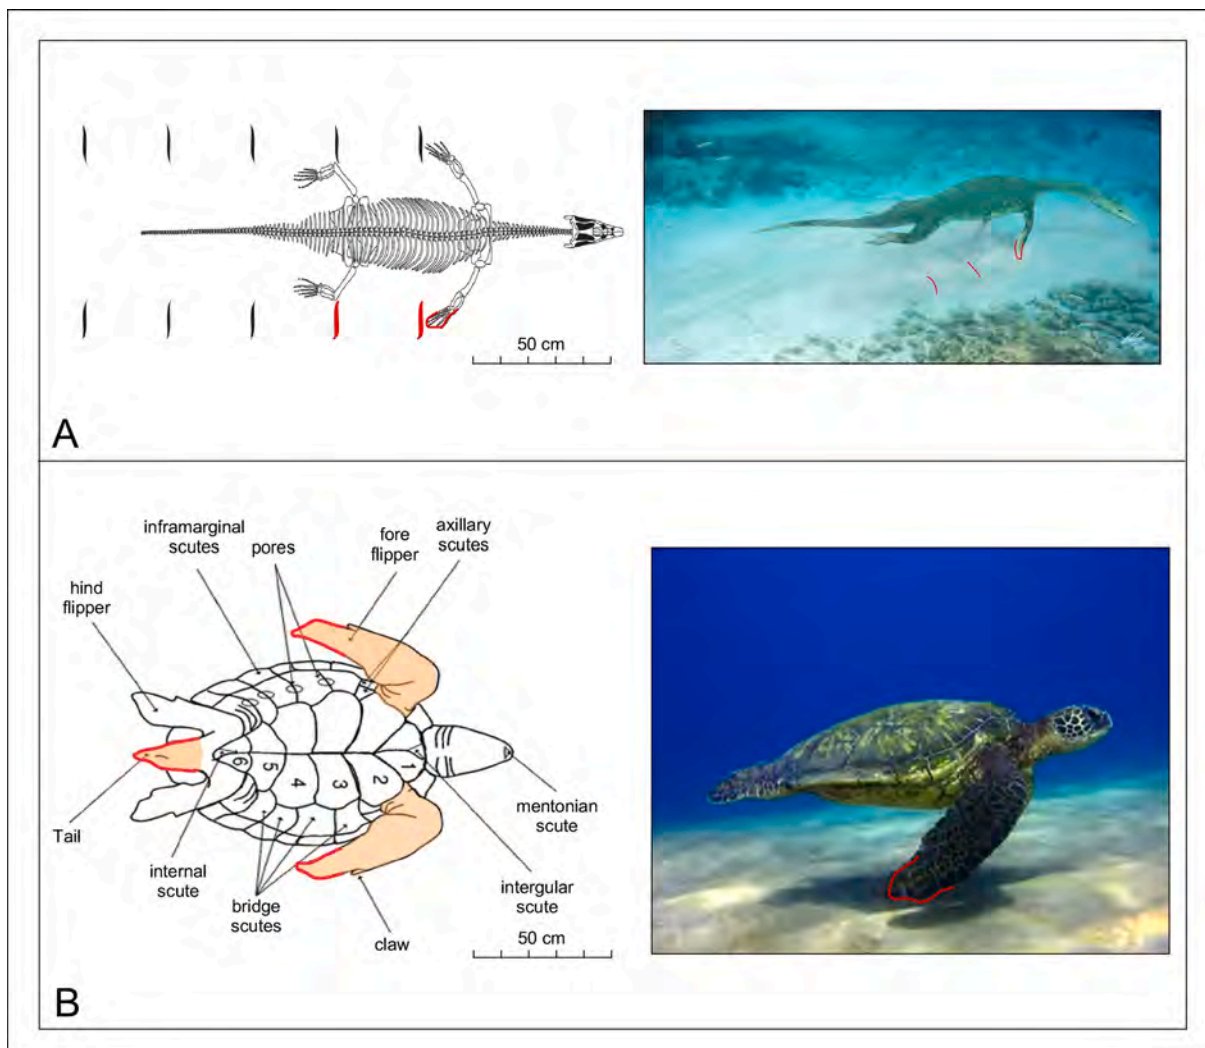 50 cm
A
inframarginal
scutes
pores
fore
flipper
axillary
scutes
hind
flipper
6
5
4
3
2
1
mentonian
scute
Tail
internal
scute
bridge
scutes
claw
intergular
scute
50 cm
B